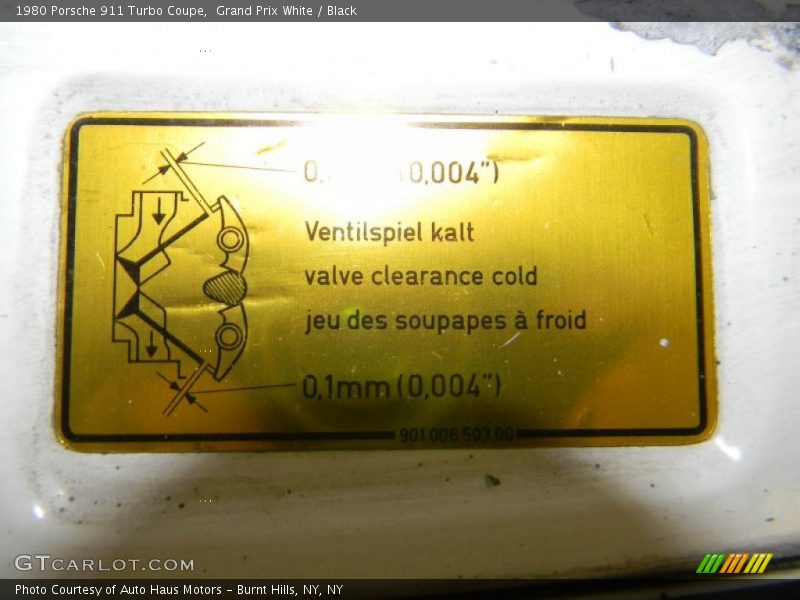 1980 Porsche 911 Turbo Coupe,  Grand Prix White / Black
(0,004")
Ventilspiel kalt
valve clearance cold
jeu des soupapes à froid
0,1mm (0,004")
901.006.503.00
GTCARLOT.COM
Photo Courtesy of Auto Haus Motors - Burnt Hills, NY, NY